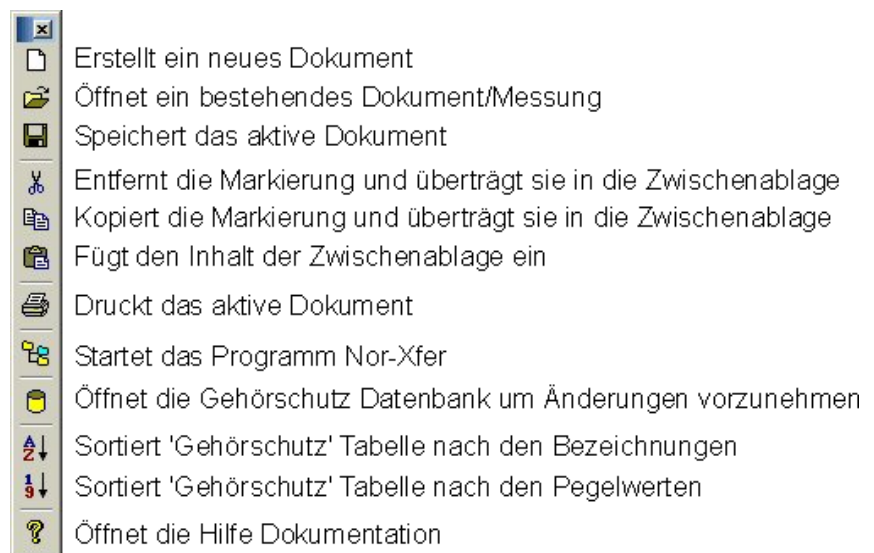 Erstellt ein neues Dokument
Öffnet ein bestehendes Dokument/Messung
Speichert das aktive Dokument
Entfernt die Markierung und überträgt sie in die Zwischenablage
Kopiert die Markierung und überträgt sie in die Zwischenablage
Fügt den Inhalt der Zwischenablage ein
Druckt das aktive Dokument
Startet das Programm Nor-Xfer
Öffnet die Gehörschutz Datenbank um Änderungen vorzunehmen
Sortiert 'Gehörschutz' Tabelle nach den Bezeichnungen
Sortiert 'Gehörschutz' Tabelle nach den Pegelwerten
Öffnet die Hilfe Dokumentation